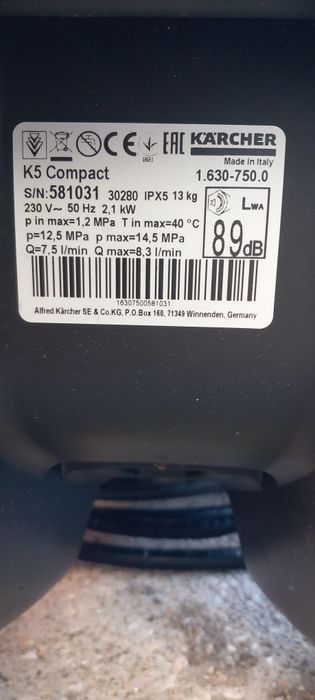 CE EAC KÄRCHER
Made in Italy
K5 Compact 1.630-750.0
S/N:581031 30280 IPX5 13 kg
230 V~ 50 Hz 2,1 kW
p in max=1,2 MPa T in max=40 °C
p=12,5 MPa p max=14,5 MPa
Q=7,5 l/min Q max=8,3 l/min
LWA
89dB
16307500581031
Alfred Kärcher SE & Co.KG, P.O.Box 160, 71349 Winnenden, Germany